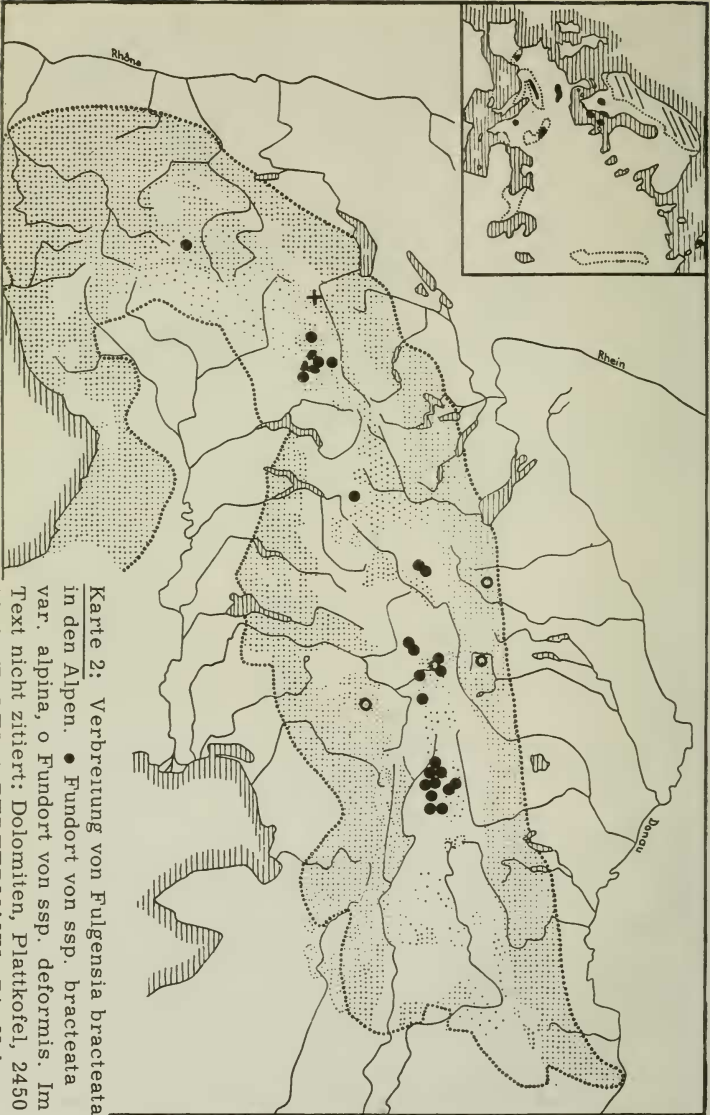 Rhône
Rhein
Donau
Karte 2: Verbreitung von Fulgensia bracteata
in den Alpen. ● Fundort von ssp. bracteata
var. alpina, o Fundort von ssp. deformis. Im
Text nicht zitiert: Dolomiten, Plattkofel, 2450